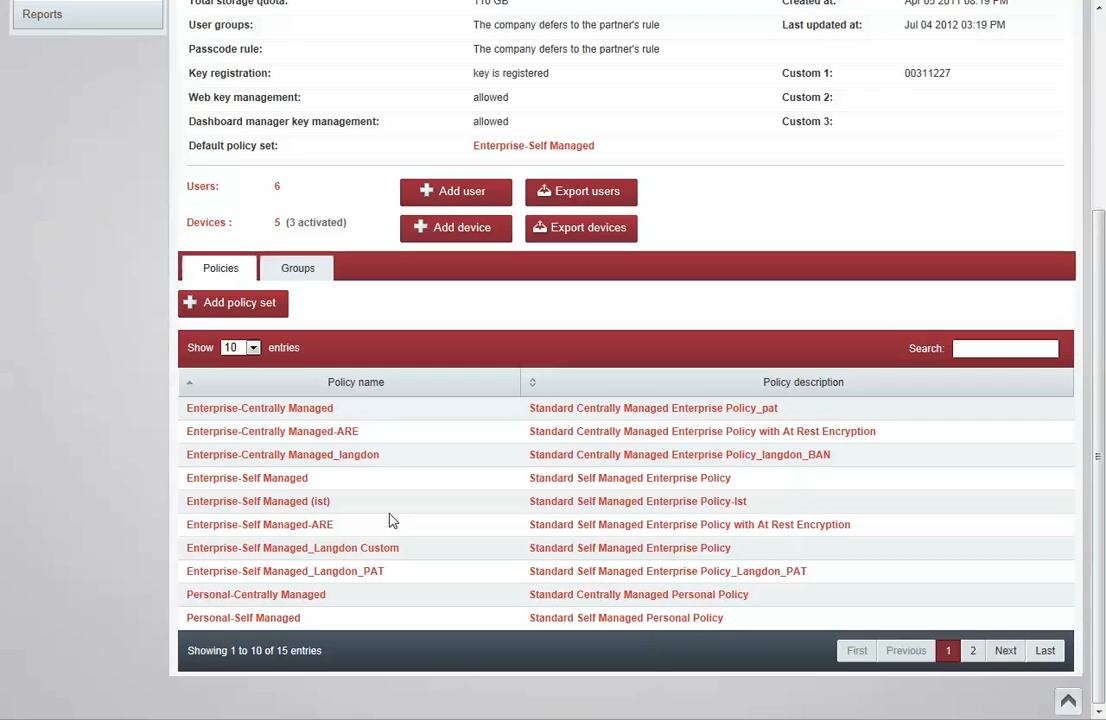 Reports
Total storage quota: 110 GB Created at: Apr 05 2011 08:19 PM
User groups: The company defers to the partner's rule Last updated at: Jul 04 2012 03:19 PM
Passcode rule: The company defers to the partner's rule
Key registration: key is registered Custom 1: 00311227
Web key management: allowed Custom 2:
Dashboard manager key management: allowed Custom 3:
Default policy set: Enterprise-Self Managed
Users: 6 Add user Export users
Devices : 5 (3 activated) Add device Export devices
Policies Groups
Add policy set
Show 10 entries Search:
Policy name Policy description
Enterprise-Centrally Managed Standard Centrally Managed Enterprise Policy_pat
Enterprise-Centrally Managed-ARE Standard Centrally Managed Enterprise Policy with At Rest Encryption
Enterprise-Centrally Managed_langdon Standard Centrally Managed Enterprise Policy_langdon_BAN
Enterprise-Self Managed Standard Self Managed Enterprise Policy
Enterprise-Self Managed (ist) Standard Self Managed Enterprise Policy-Ist
Enterprise-Self Managed-ARE Standard Self Managed Enterprise Policy with At Rest Encryption
Enterprise-Self Managed_Langdon Custom Standard Self Managed Enterprise Policy
Enterprise-Self Managed_Langdon_PAT Standard Self Managed Enterprise Policy_Langdon_PAT
Personal-Centrally Managed Standard Centrally Managed Personal Policy
Personal-Self Managed Standard Self Managed Personal Policy
Showing 1 to 10 of 15 entries First Previous 1 2 Next Last